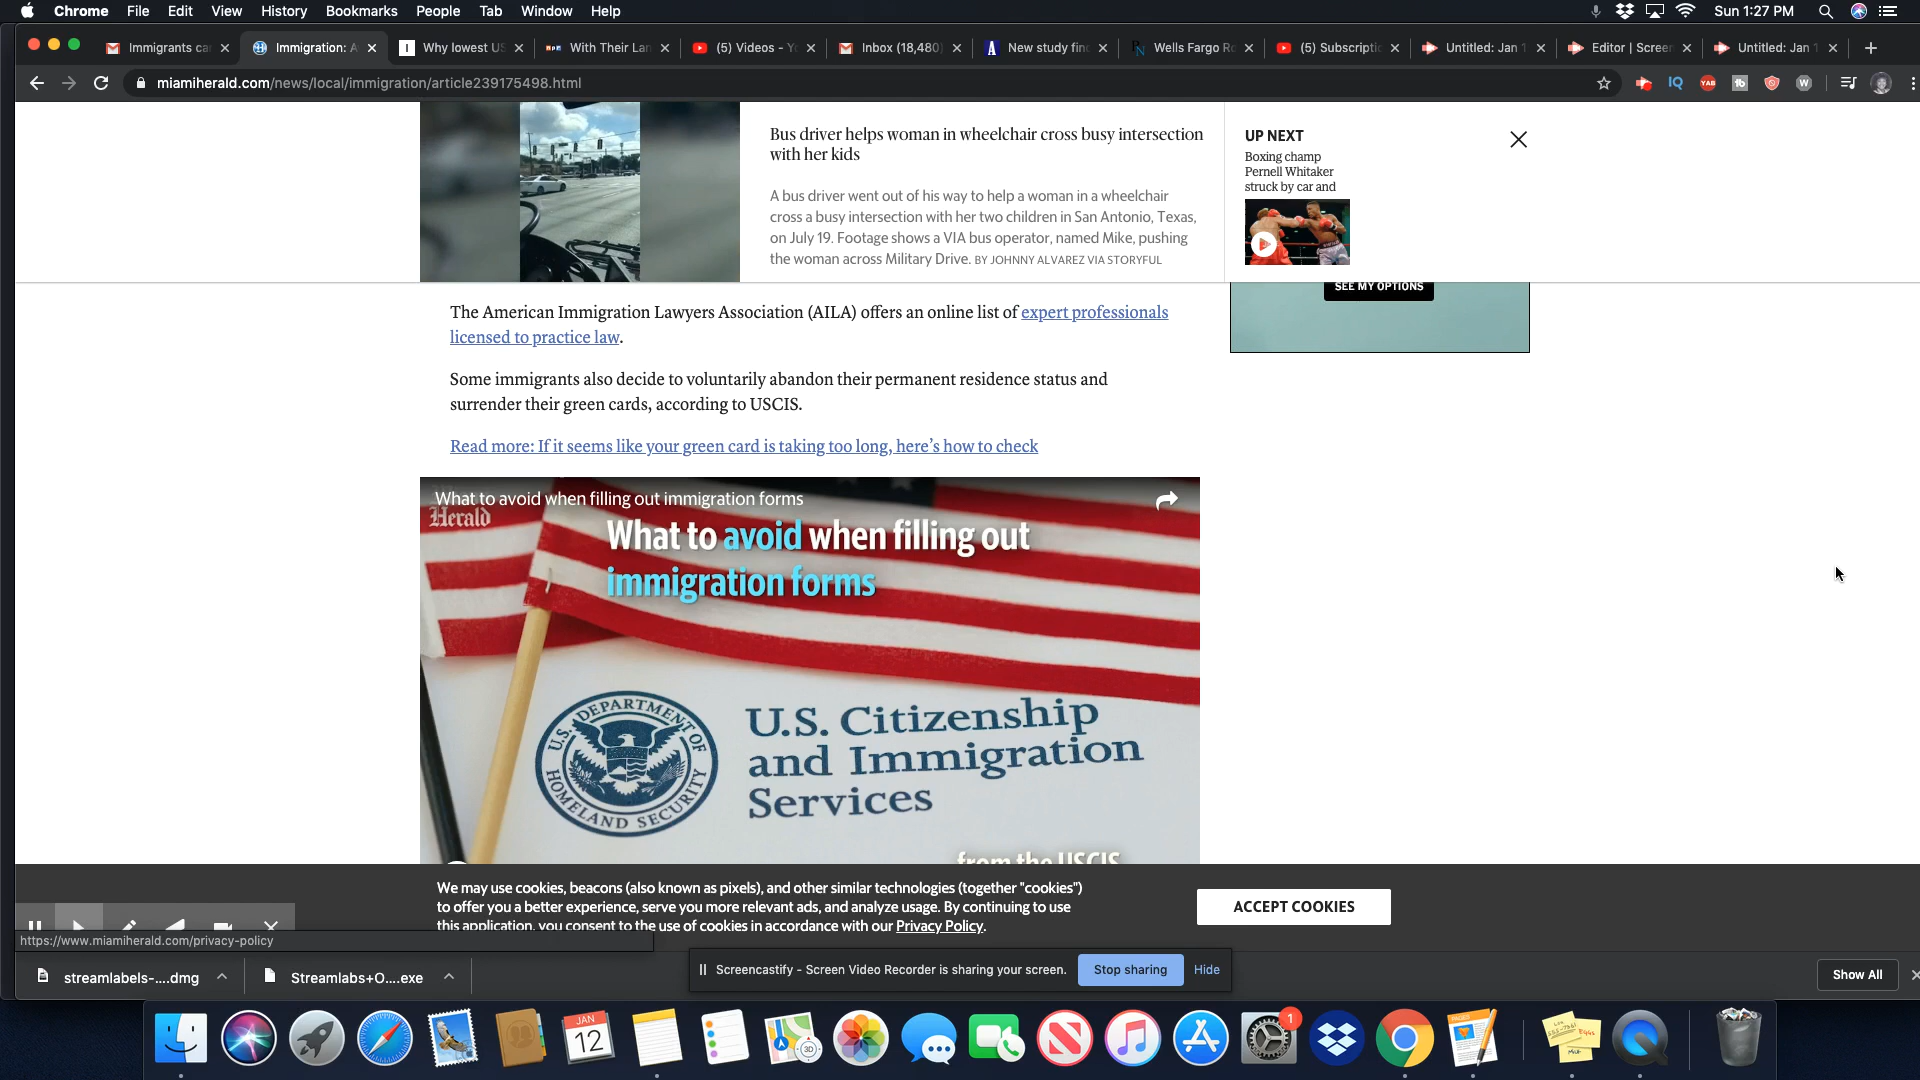 Chrome File Edit View History Bookmarks People Tab Window Help Sun 1:27 PM
Immigrants ca Immigration: A Why lowest US With Their Lan (5) Videos - Yo Inbox (18,480) New study fin Wells Fargo Ro (5) Subscriptio Untitled: Jan 1 Editor | Screen Untitled: Jan 1
miamiherald.com/news/local/immigration/article239175498.html
Bus driver helps woman in wheelchair cross busy intersection
with her kids
A bus driver went out of his way to help a woman in a wheelchair
cross a busy intersection with her two children in San Antonio, Texas,
on July 19. Footage shows a VIA bus operator, named Mike, pushing
the woman across Military Drive. BY JOHNNY ALVAREZ VIA STORYFUL
UP NEXT
Boxing champ
Pernell Whitaker
struck by car and
SEE MY OPTIONS
The American Immigration Lawyers Association (AILA) offers an online list of expert professionals
licensed to practice law.
Some immigrants also decide to voluntarily abandon their permanent residence status and
surrender their green cards, according to USCIS.
Read more: If it seems like your green card is taking too long, here's how to check
What to avoid when filling out immigration forms
Herald
What to avoid when filling out
immigration forms
U.S. DEPARTMENT OF
HOMELAND SECURITY
U.S. Citizenship
and Immigration
Services
from the USCIS
We may use cookies, beacons (also known as pixels), and other similar technologies (together "cookies")
to offer you a better experience, serve you more relevant ads, and analyze usage. By continuing to use
this application, you consent to the use of cookies in accordance with our Privacy Policy.
ACCEPT COOKIES
https://www.miamiherald.com/privacy-policy
Screencastify - Screen Video Recorder is sharing your screen. Stop sharing Hide
streamlabels-....dmg Streamlabs+O....exe Show All
JAN
12
3D
1